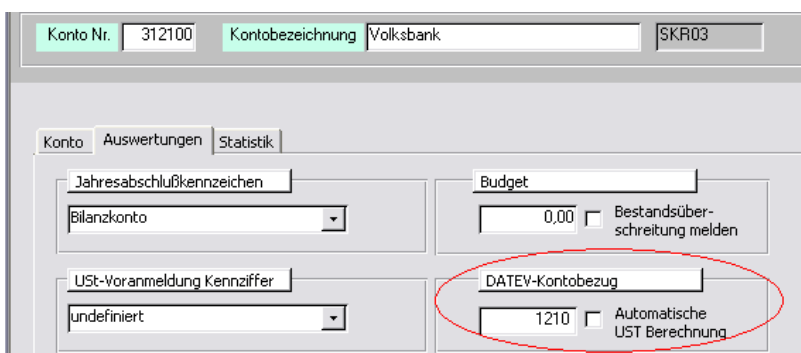 Konto Nr. 312100 Kontobezeichnung Volksbank SKR03
Konto Auswertungen Statistik
Jahresabschlußkennzeichen Budget
Bilanzkonto 0,00 Bestandsüber-
schreitung melden
USt-Voranmeldung Kennziffer DATEV-Kontobezug
undefiniert 1210 Automatische
UST Berechnung